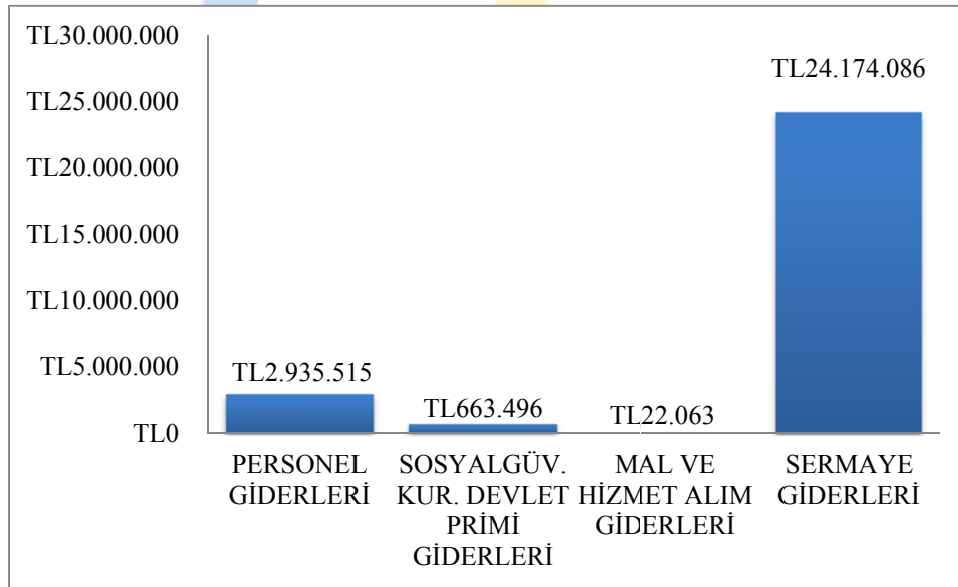 TL30.000.000
TL25.000.000
TL20.000.000
TL15.000.000
TL10.000.000
TL5.000.000
TL0
TL2.935.515
TL663.496
TL22.063
TL24.174.086
PERSONEL
GİDERLERİ
SOSYALGÜV.
KUR. DEVLET
PRİMİ
GİDERLERİ
MAL VE
HİZMET ALIM
GİDERLERİ
SERMAYE
GİDERLERİ